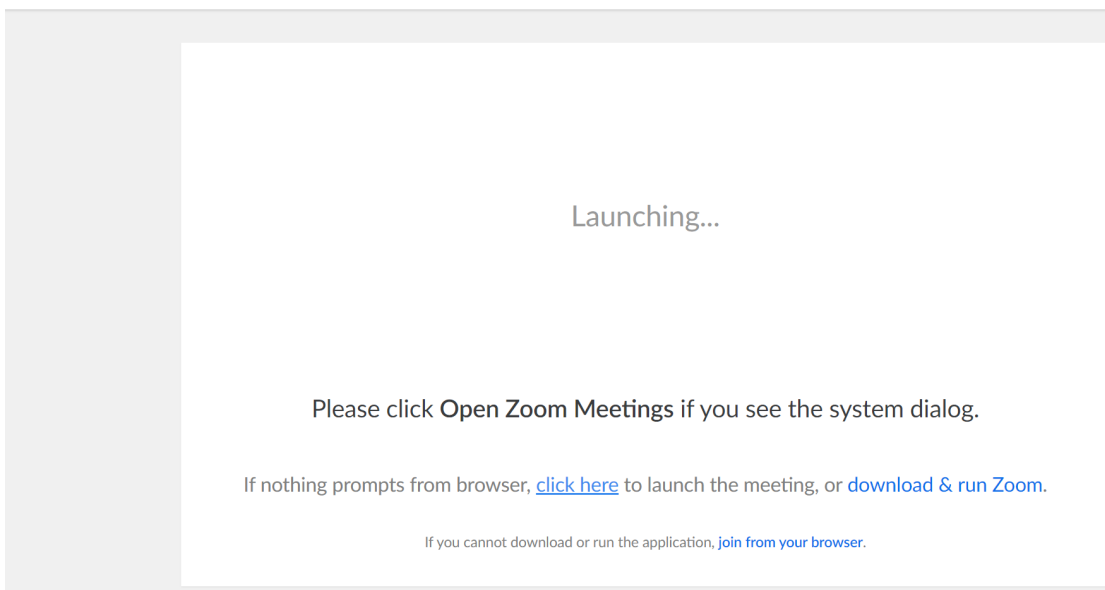 Launching...
Please click Open Zoom Meetings if you see the system dialog.
If nothing prompts from browser, click here to launch the meeting, or download & run Zoom.
If you cannot download or run the application, join from your browser.